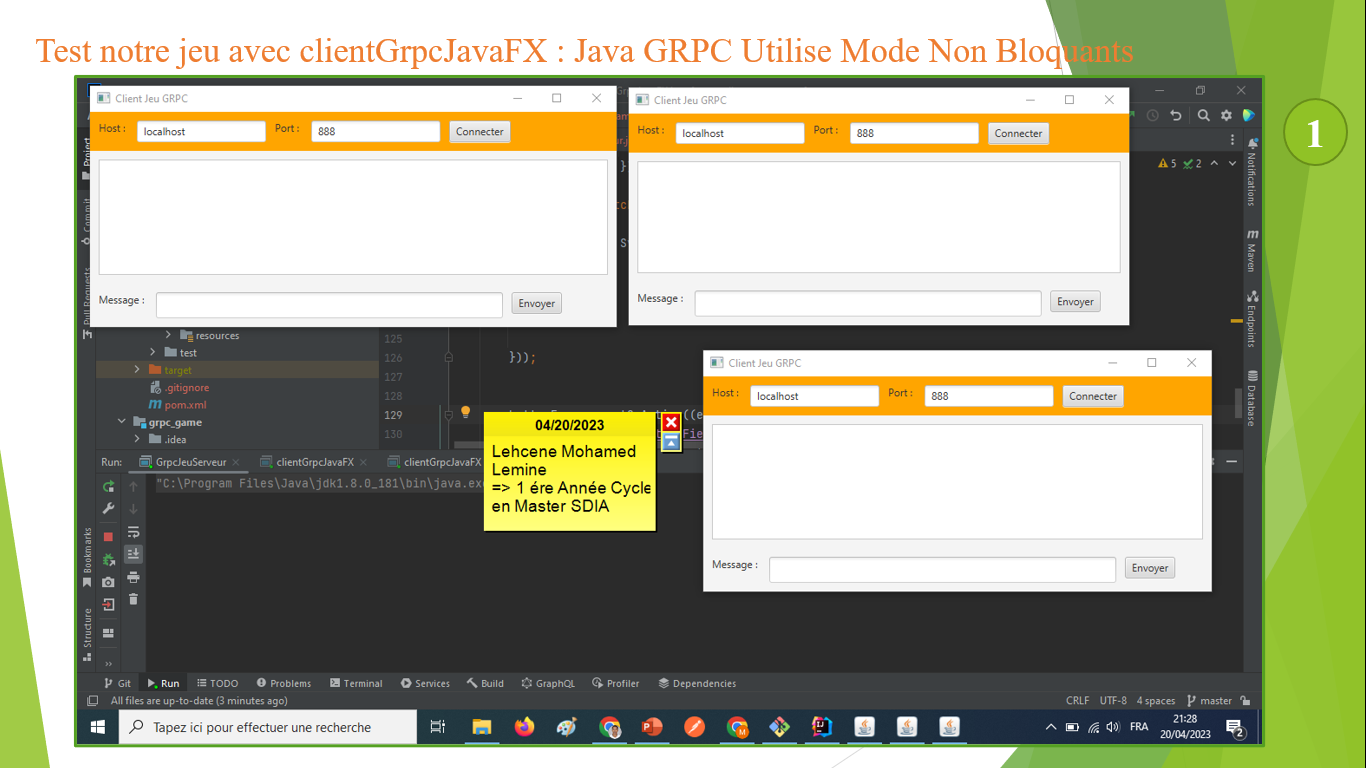 Test notre jeu avec clientGrpcJavaFX : Java GRPC Utilise Mode Non Bloquants
1
Client Jeu GRPC
Host :
localhost
Port :
888
Connecter
Message :
Envoyer
Client Jeu GRPC
Host :
localhost
Port :
888
Connecter
Message :
Envoyer
5
2
Project
Commit
Pull Requests
Notifications
Maven
Endpoints
Database
resources
test
target
.gitignore
pom.xml
grpc_game
.idea
125
126
}));
127
128
129
130
Client Jeu GRPC
Host :
localhost
Port :
888
Connecter
Message :
Envoyer
04/20/2023
Lehcene Mohamed
Lemine
=> 1 ére Année Cycle
en Master SDIA
Run:
GrpcJeuServeur
clientGrpcJavaFX
clientGrpcJavaFX
"C:\Program Files\Java\jdk1.8.0_181\bin\java.exe
Bookmarks
Structure
Git
Run
TODO
Problems
Terminal
Services
Build
GraphQL
Profiler
Dependencies
All files are up-to-date (3 minutes ago)
CRLF
UTF-8
4 spaces
master
Tapez ici pour effectuer une recherche
FRA
21:28
20/04/2023
2